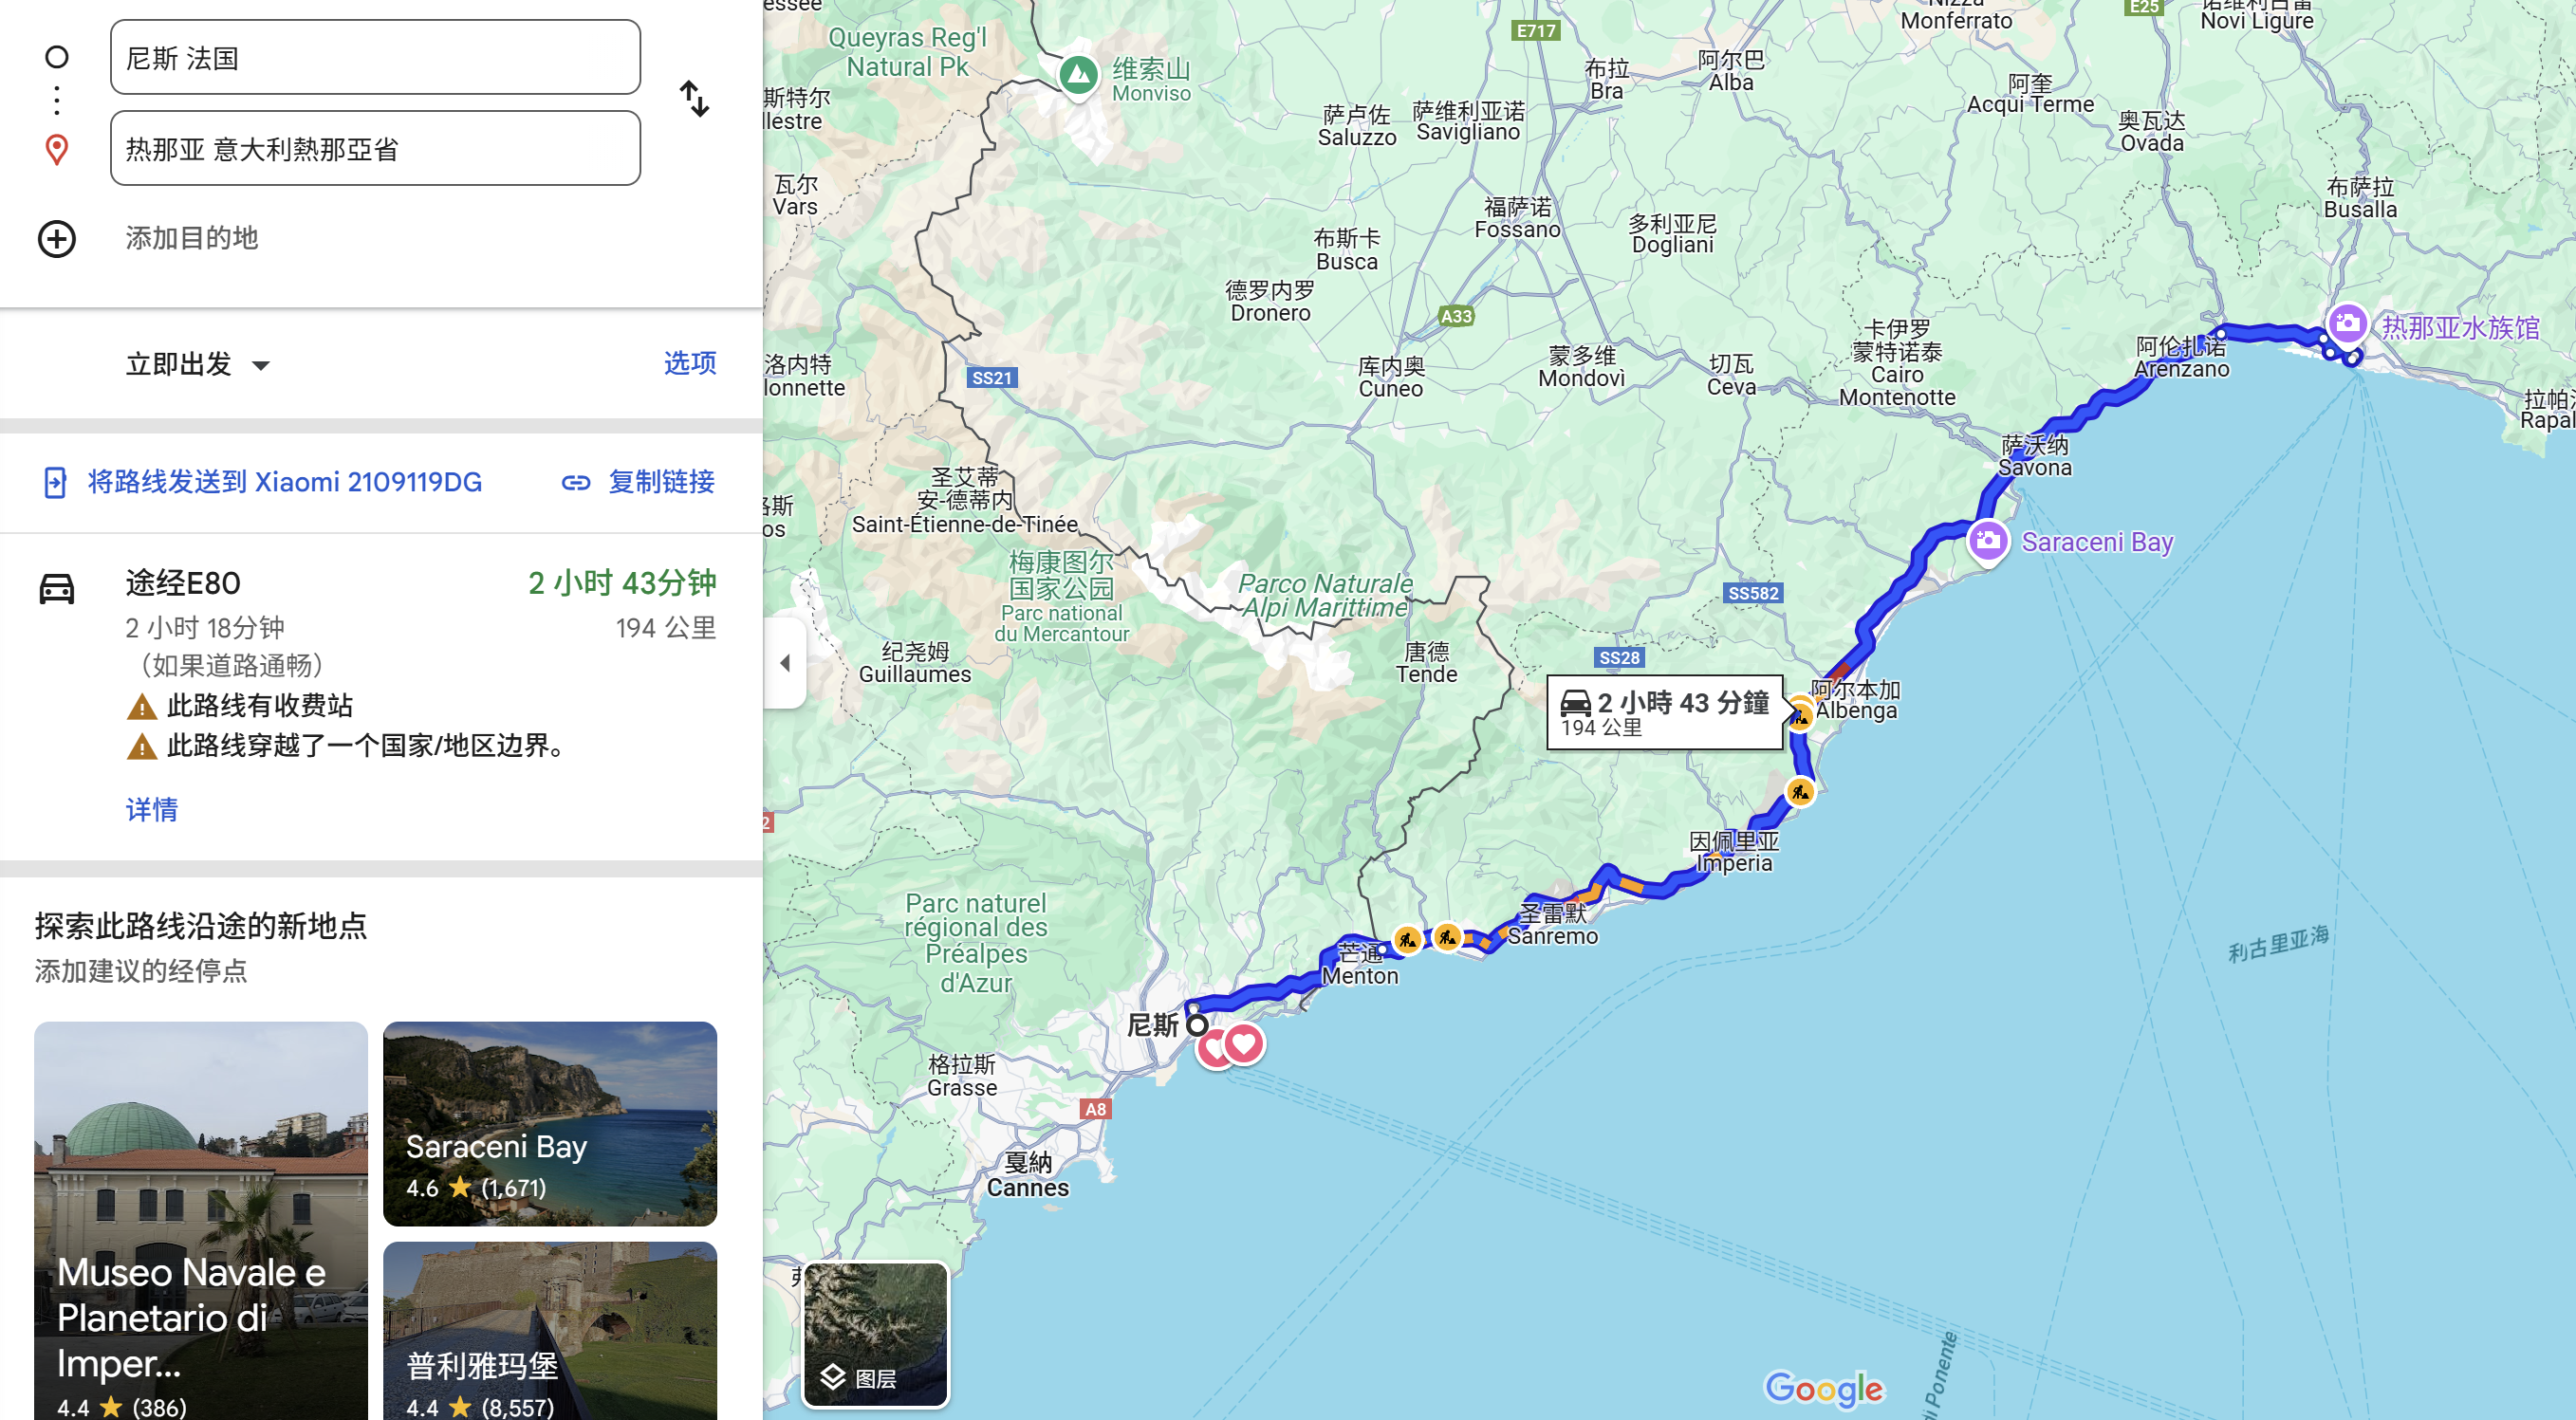 尼斯 法国
热那亚 意大利熱那亞省
添加目的地
立即出发
选项
将路线发送到 Xiaomi 2109119DG
复制链接
途经E80
2 小时 43分钟
2 小时 18分钟
194 公里
（如果道路通畅）
此路线有收费站
此路线穿越了一个国家/地区边界。
详情
探索此路线沿途的新地点
添加建议的经停点
Museo Navale e
Planetario di
Imper...
4.4 ★ (386)
Saraceni Bay
4.6 ★ (1,671)
普利雅玛堡
4.4 ★ (8,557)
Queyras Reg'l
Natural Pk
维索山
Monviso
E717
布拉
Bra
阿尔巴
Alba
Monferrato
E25
Novi Ligure
阿奎
Acqui Terme
奥瓦达
Ovada
斯特尔
llestre
萨卢佐
Saluzzo
萨维利亚诺
Savigliano
瓦尔
Vars
福萨诺
Fossano
多利亚尼
Dogliani
布萨拉
Busalla
布斯卡
Busca
德罗内罗
Dronero
A33
SS21
洛内特
lonnette
库内奥
Cuneo
蒙多维
Mondovì
切瓦
Ceva
卡伊罗
蒙特诺泰
Cairo
Montenotte
阿伦扎诺
Arenzano
热那亚水族馆
拉帕
Rapal
萨沃纳
Savona
圣艾蒂
安-德蒂内
Saint-Étienne-de-Tinée
os
Saraceni Bay
梅康图尔
国家公园
Parc national
du Mercantour
Parco Naturale
Alpi Marittime
SS582
纪尧姆
Guillaumes
唐德
Tende
SS28
2 小時 43 分鐘
194 公里
阿尔本加
Albenga
2
因佩里亚
Imperia
Parc naturel
régional des
Préalpes
d'Azur
圣雷默
Sanremo
芒通
Menton
利古里亚海
尼斯
格拉斯
Grasse
A8
戛納
Cannes
图层
Google
di Ponente